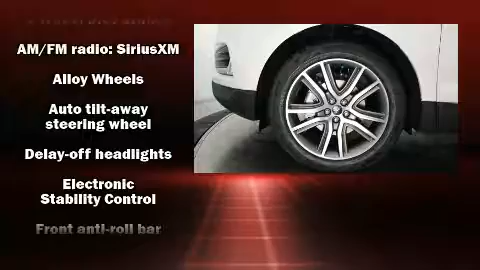 AM/FM radio: SiriusXM
Alloy Wheels
Auto tilt-away
steering wheel
Delay-off headlights
Electronic
Stability Control
Front anti-roll bar